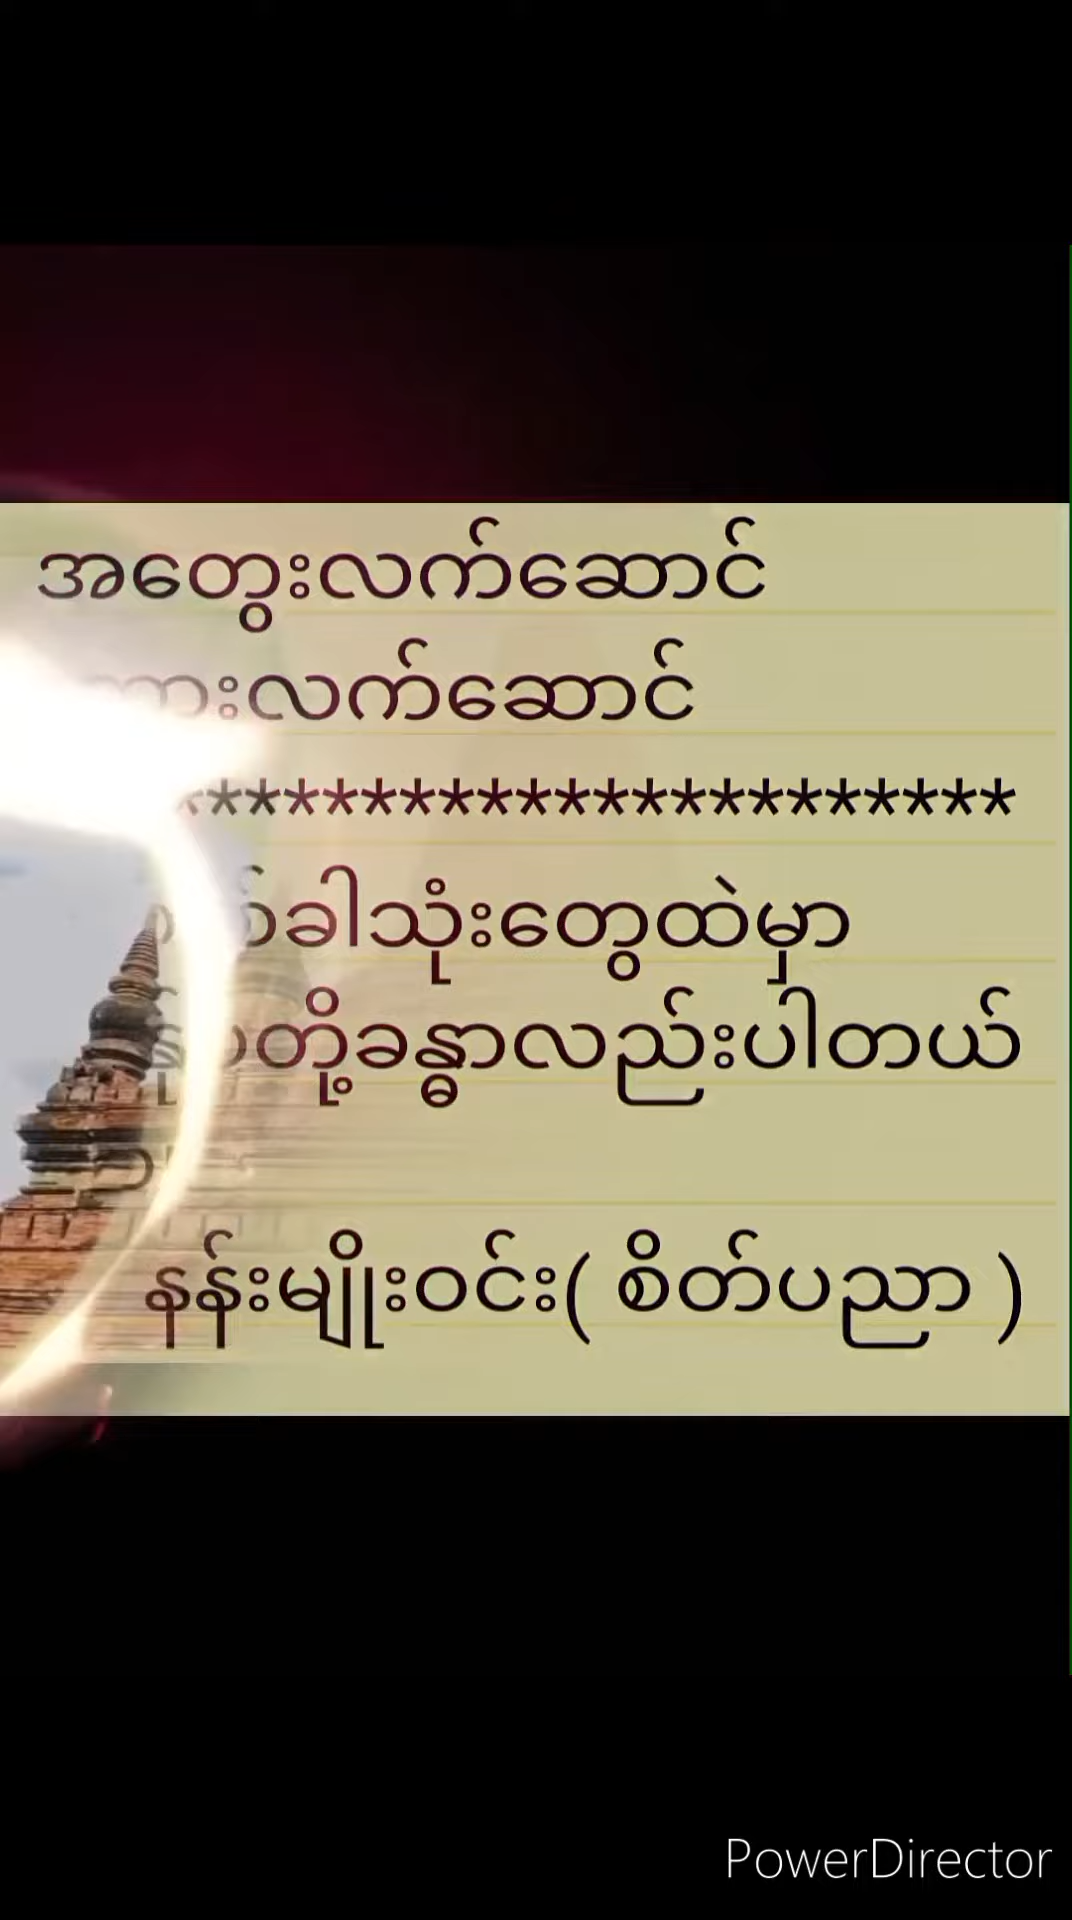 အတွေးလက်ဆောင်
လက်ဆောင်
**********************
ခါသုံးတွေထဲမှာ
တို့ခန္ဓာလည်းပါတယ်
နန်းမျိုးဝင်း( စိတ်ပညာ )
PowerDirector